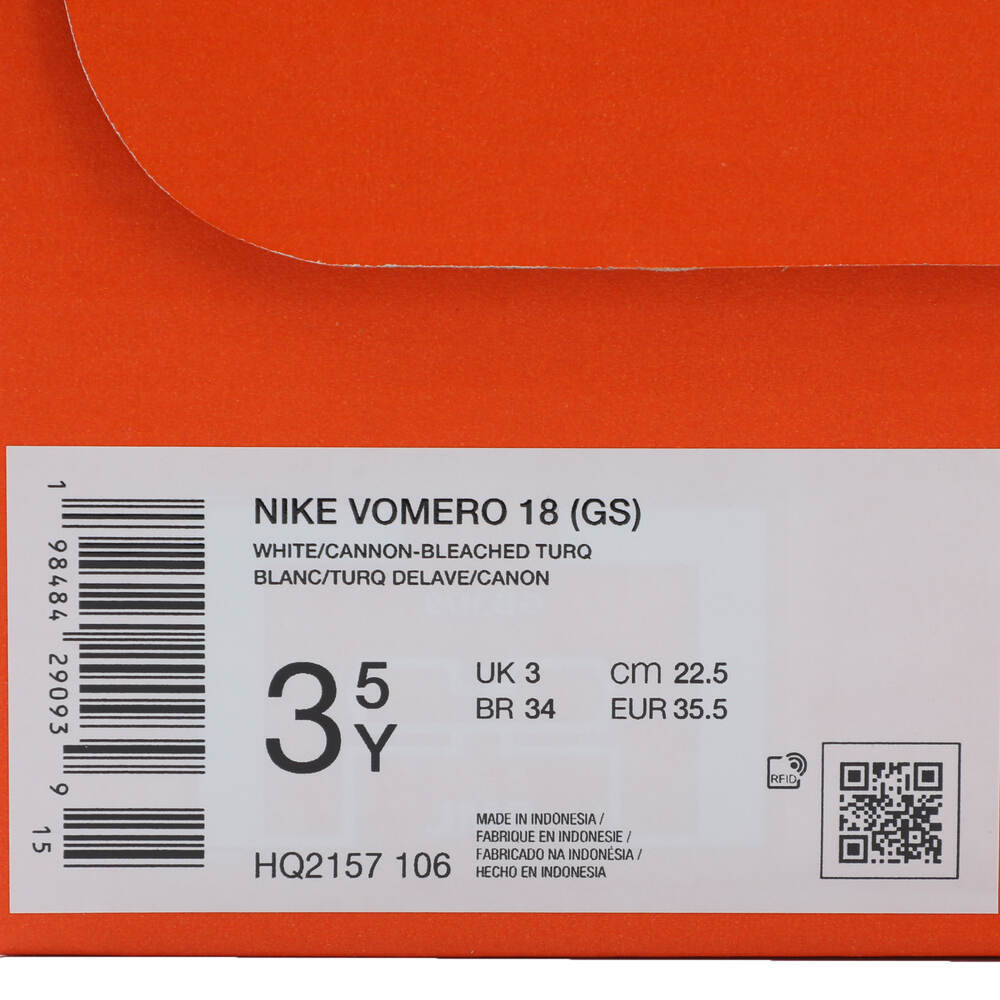 NIKE VOMERO 18 (GS)
WHITE/CANNON-BLEACHED TURQ
BLANC/TURQ DELAVE/CANON
3 5 Y
UK 3 cm 22.5
BR 34 EUR 35.5
RFID
MADE IN INDONESIA /
FABRIQUE EN INDONESIE /
FABRICADO NA INDONÉSIA /
HECHO EN INDONESIA
HQ2157 106
1 98484 29093 9
15